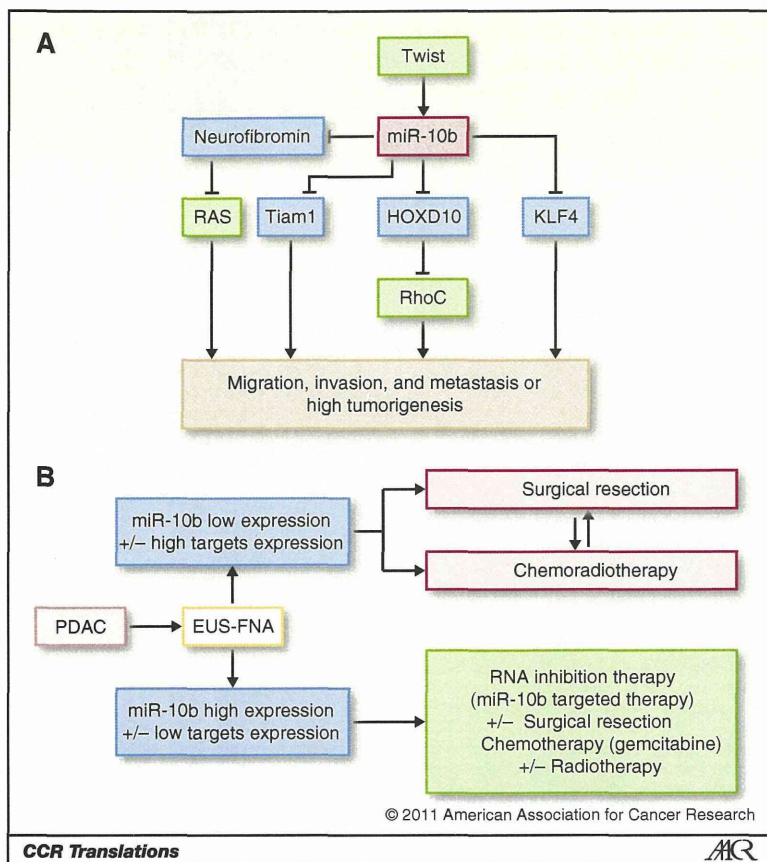 A
Twist
Neurofibromin
miR-10b
RAS
Tiam1
HOXD10
KLF4
RhoC
Migration, invasion, and metastasis or
high tumorigenesis
B
miR-10b low expression
+/– high targets expression
Surgical resection
Chemoradiotherapy
PDAC
EUS-FNA
miR-10b high expression
+/– low targets expression
RNA inhibition therapy
(miR-10b targeted therapy)
+/– Surgical resection
Chemotherapy (gemcitabine)
+/– Radiotherapy
© 2011 American Association for Cancer Research
CCR Translations
AACR